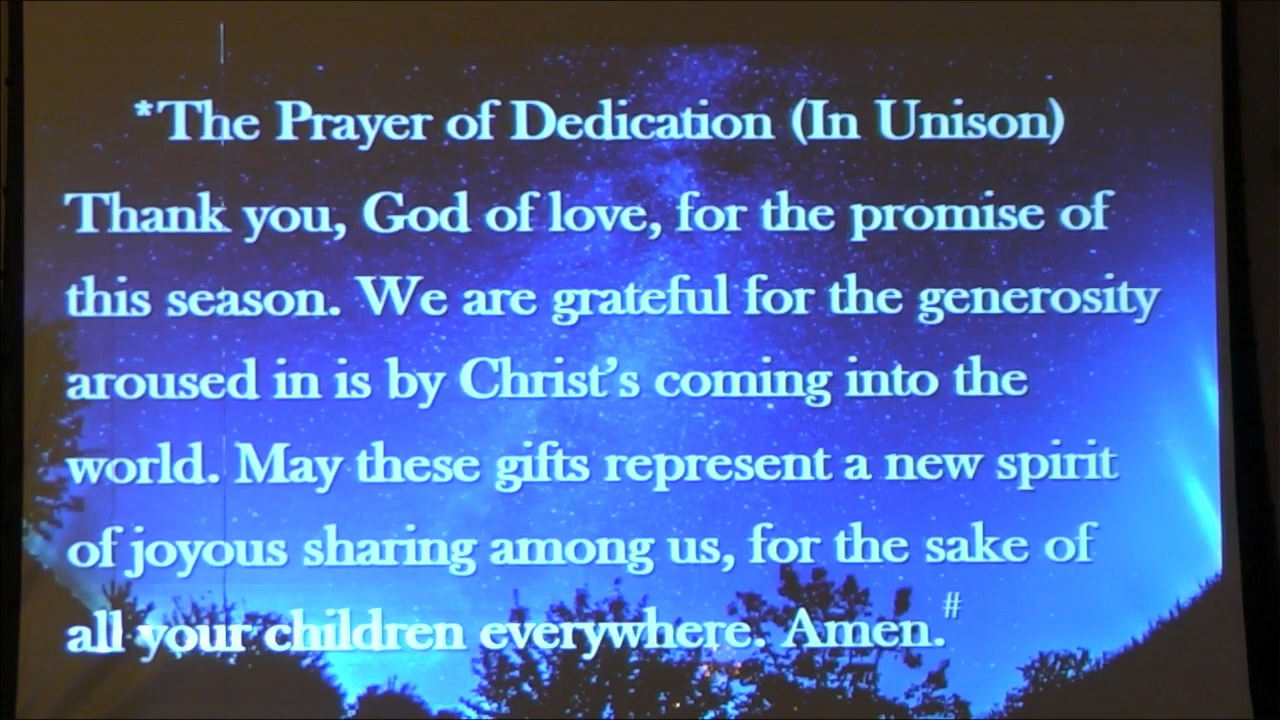 *The Prayer of Dedication (In Unison)
Thank you, God of love, for the promise of
this season. We are grateful for the generosity
aroused in is by Christ's coming into the
world. May these gifts represent a new spirit
of joyous sharing among us, for the sake of
all your children everywhere. Amen.#